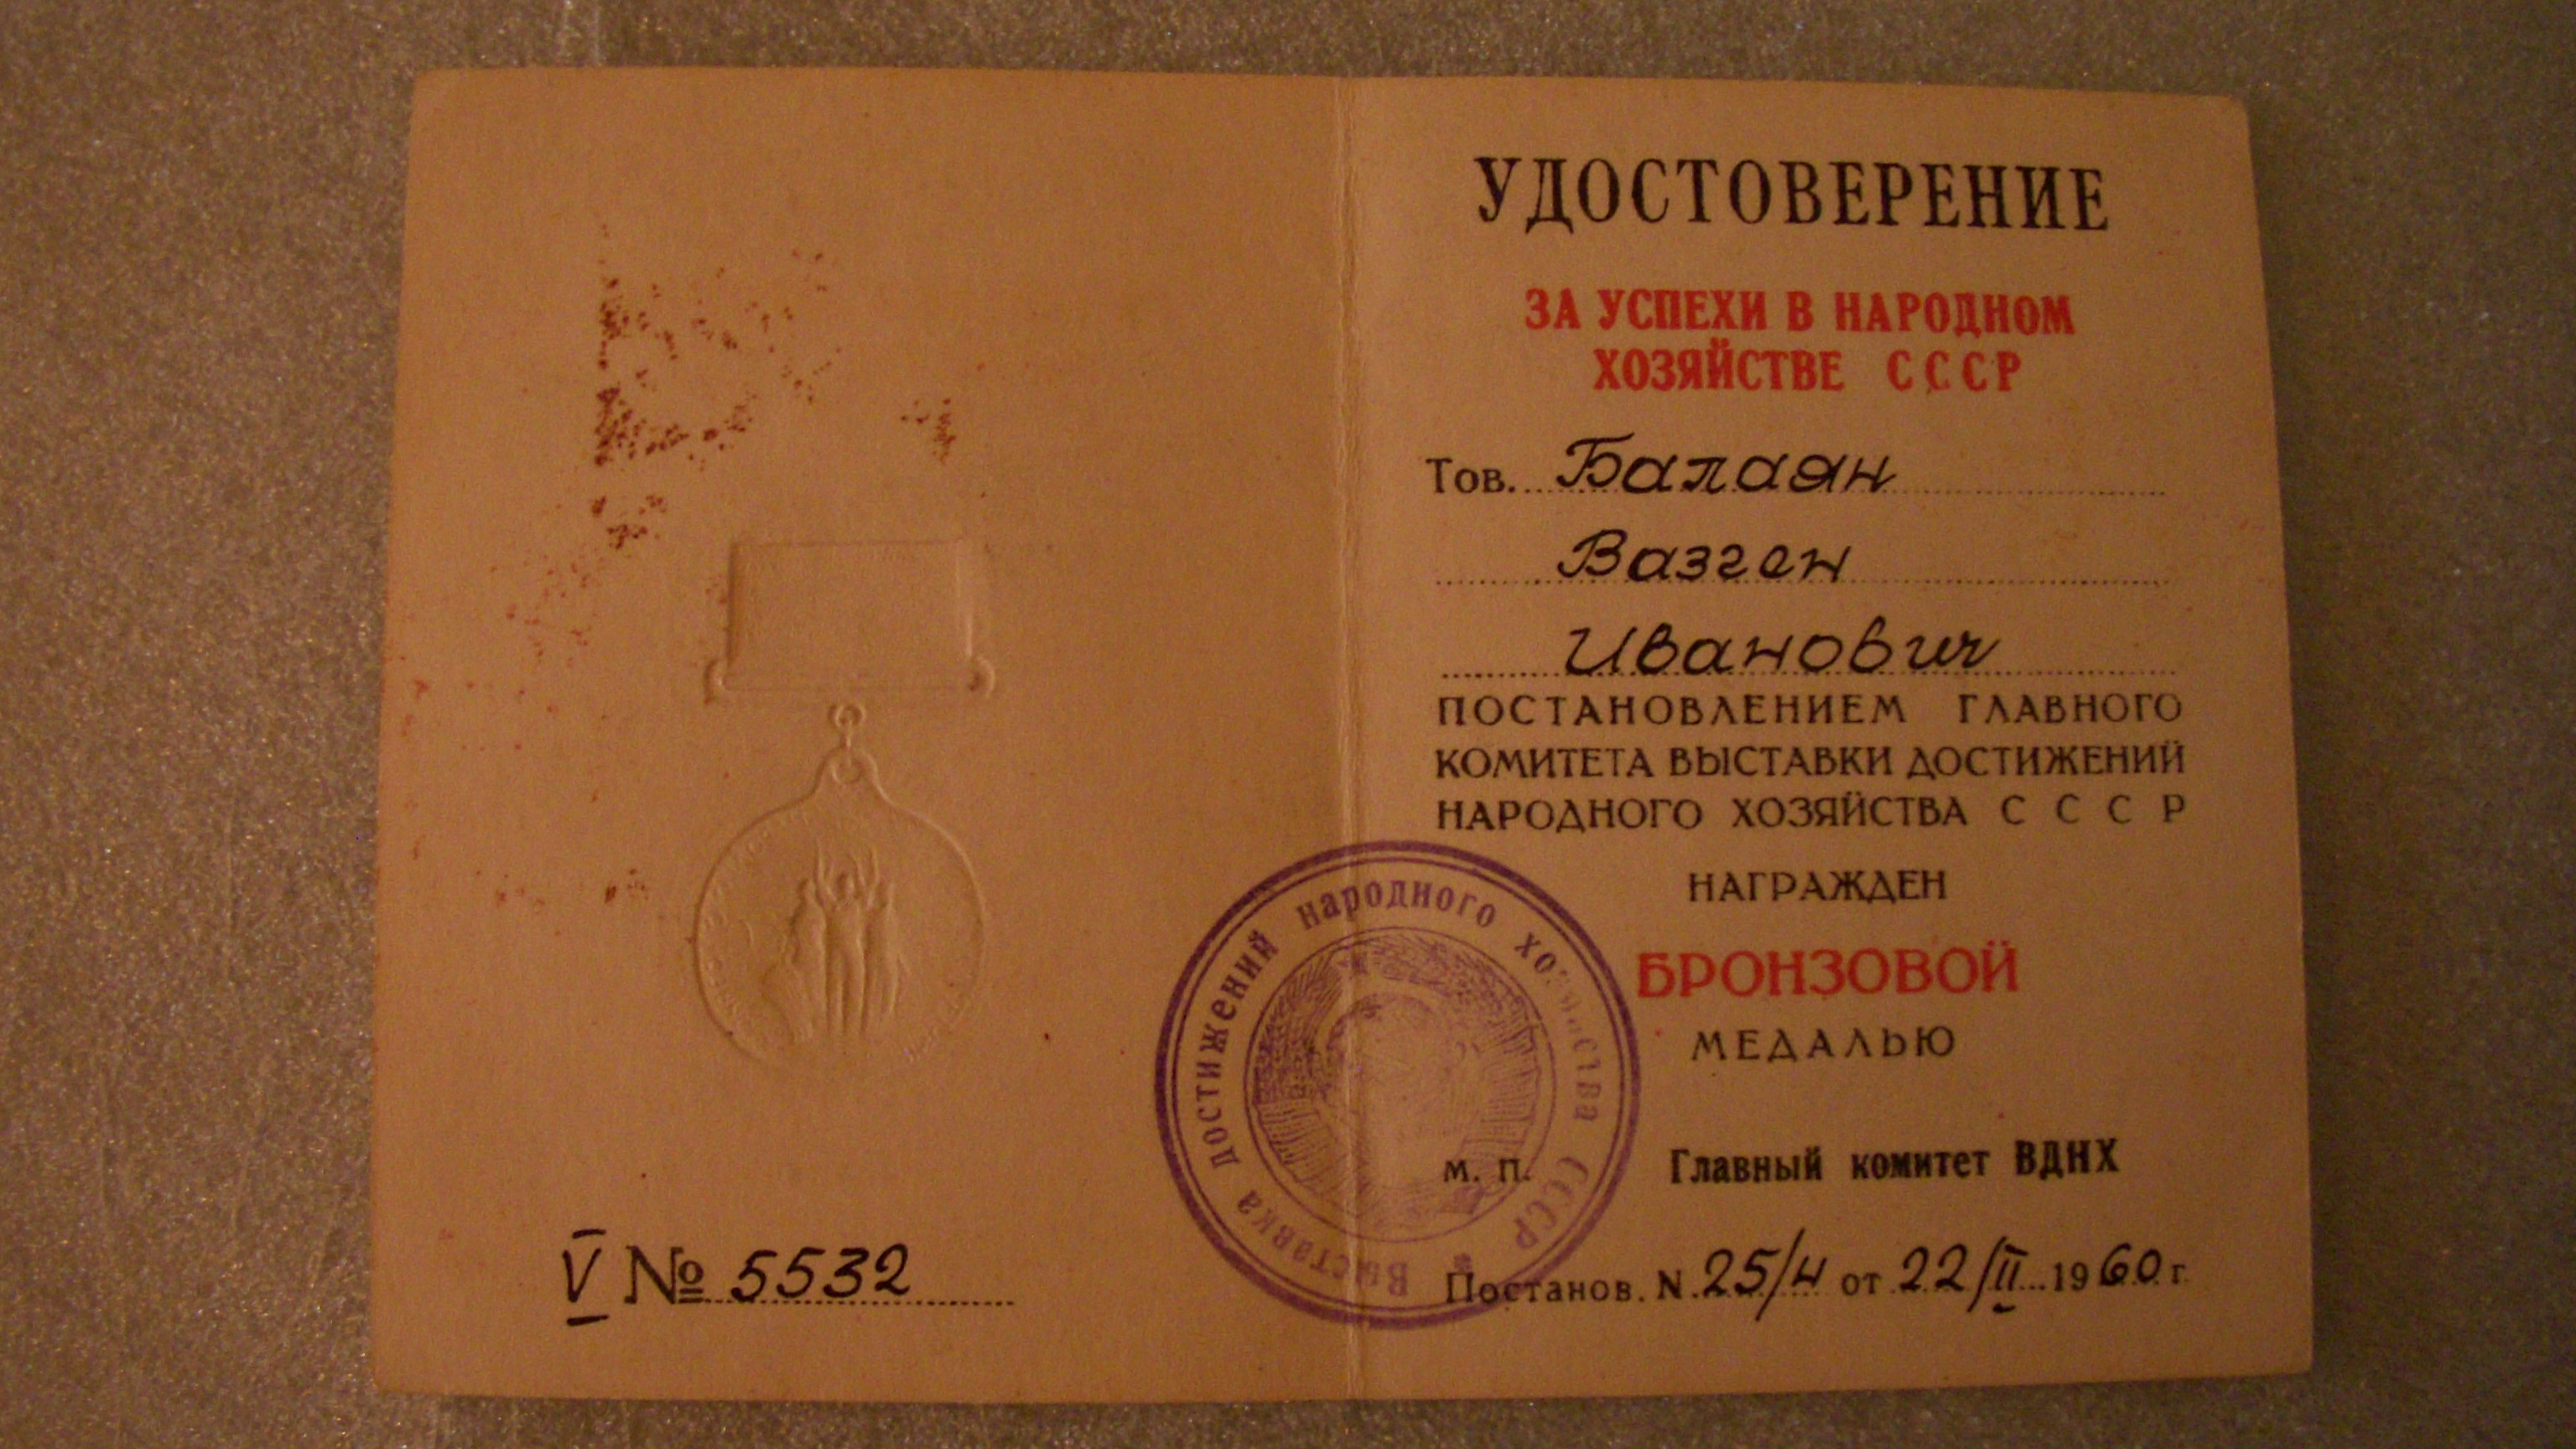 V № 5532
УДОСТОВЕРЕНИЕ
ЗА УСПЕХИ В НАРОДНОМ
ХОЗЯЙСТВЕ СССР
Тов. Балаян
Вазген
Иванович
ПОСТАНОВЛЕНИЕМ ГЛАВНОГО
КОМИТЕТА ВЫСТАВКИ ДОСТИЖЕНИЙ
НАРОДНОГО ХОЗЯЙСТВА С С С Р
НАГРАЖДЕН
БРОНЗОВОЙ
МЕДАЛЬЮ
Выставка достижений народного хозяйства СССР
М. П.
Главный комитет ВДНХ
Постанов. N 25/4 от 22/II 1960 г.